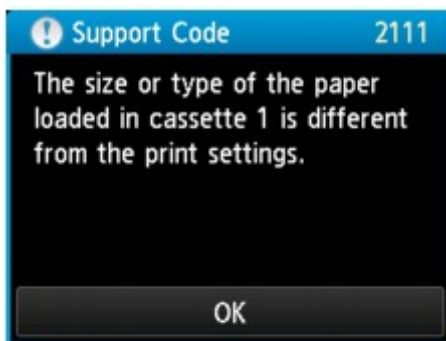 Support Code 2111
The size or type of the paper
loaded in cassette 1 is different
from the print settings.
OK